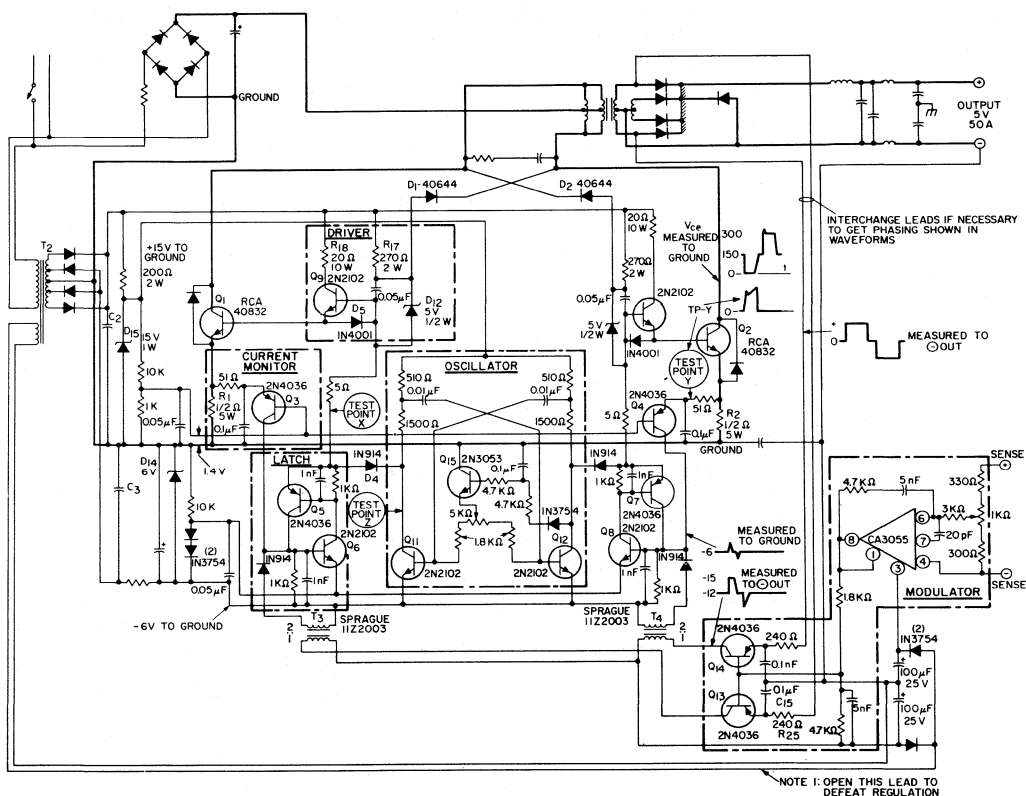 GROUND
OUTPUT
5V
50A
D1-40644
D2 40644
INTERCHANGE LEADS IF NECESSARY
TO GET PHASING SHOWN IN
WAVEFORMS
T2
+15V TO
GROUND
200Ω
2W
DRIVER
R18
20Ω
10W
Q9
2N2102
R17
270Ω
2W
0.05µF
D12
5V
1/2W
D5
1N4001
20Ω
10W
270Ω
2W
0.05µF
2N2102
5V
1/2W
1N4001
Vce
MEASURED
TO
GROUND
300
150
0
t
TP-Y
0
Q2
RCA
40832
+
0
MEASURED TO
⊖OUT
C2
D15
15V
1W
Q1
RCA
40832
CURRENT
MONITOR
51Ω
2N4036
Q3
R1
1/2Ω
5W
0.1µF
10K
1K
0.05µF
5Ω
TEST
POINT
X
OSCILLATOR
510Ω
0.01µF
510Ω
0.01µF
1500Ω
1500Ω
5Ω
TEST
POINT
Y
2N4036
Q4
51Ω
R2
1/2Ω
5W
0.1µF
GROUND
1.4V
D14
6V
C3
10K
(2)
1N3754
0.05µF
-6V TO GROUND
LATCH
1nF
1KΩ
Q5
2N4036
2N2102
Q6
1N914
1KΩ
1nF
1N914
D4
TEST
POINT
Z
Q15
2N3053
0.1µF
4.7KΩ
4.7KΩ
5KΩ
1.8KΩ
1N3754
Q11
2N2102
Q12
2N2102
1N914
1KΩ
1nF
Q7
2N4036
2N2102
Q8
1nF
1KΩ
1N914
-6
MEASURED
TO
GROUND
-15
-12
MEASURED
TO⊖OUT
SPRAGUE
11Z2003
T3
2:1
SPRAGUE
11Z2003
T4
2:1
SENSE
+
330Ω
5nF
4.7KΩ
3KΩ
1KΩ
20pF
300Ω
CA3055
6
7
8
1
3
4
SENSE
MODULATOR
1.8KΩ
2N4036
240Ω
Q14
0.1nF
0.1µF
C15
Q13
2N4036
240Ω
R25
4.7KΩ
5nF
(2)
1N3754
100µF
25V
100µF
25V
NOTE 1: OPEN THIS LEAD TO
DEFEAT REGULATION